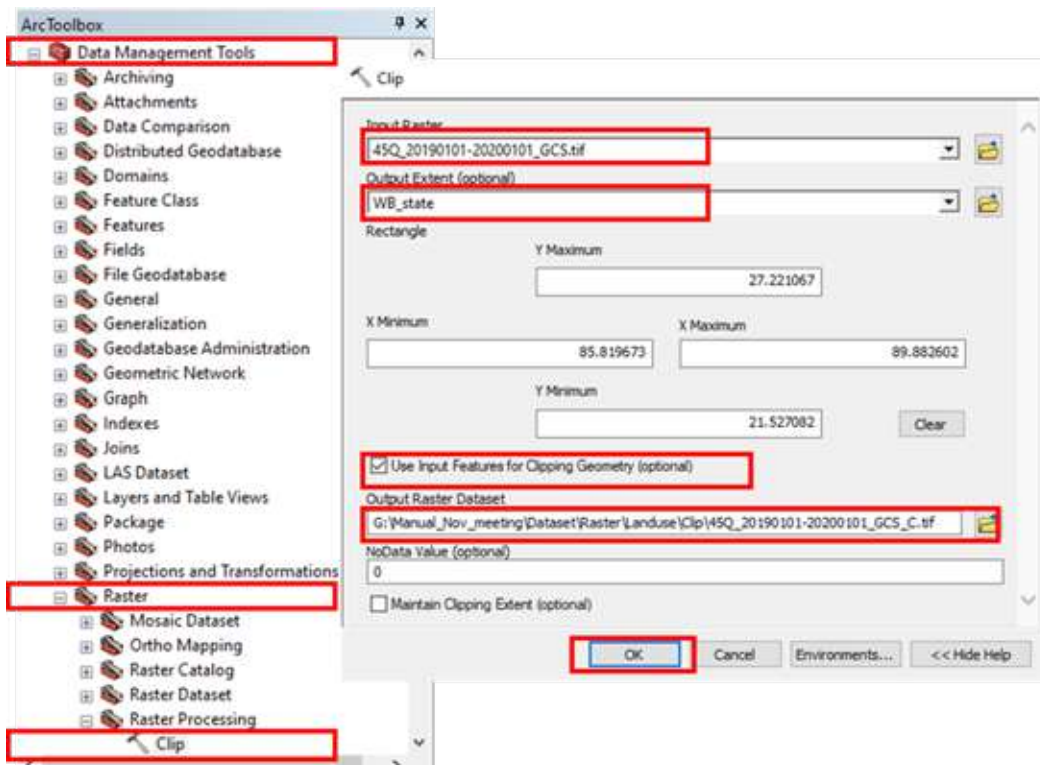 ArcToolbox
Data Management Tools
Archiving
Attachments
Data Comparison
Distributed Geodatabase
Domains
Feature Class
Features
Fields
File Geodatabase
General
Generalization
Geodatabase Administration
Geometric Network
Graph
Indexes
Joins
LAS Dataset
Layers and Table Views
Package
Photos
Projections and Transformations
Raster
Mosaic Dataset
Ortho Mapping
Raster Catalog
Raster Dataset
Raster Processing
Clip
Clip
Input Raster
45Q_20190101-20200101_GCS.tif
Output Extent (optional)
WB_state
Rectangle
Y Maximum
27.221067
X Minimum
X Maximum
85.819673
89.882602
Y Minimum
21.527082
Clear
Use Input Features for Clipping Geometry (optional)
Output Raster Dataset
G:\Manual_Nov_meeting\Dataset\Raster\Landuse\Clip\45Q_20190101-20200101_GCS_C.tif
NoData Value (optional)
0
Maintain Clipping Extent (optional)
OK
Cancel
Environments...
<< Hide Help